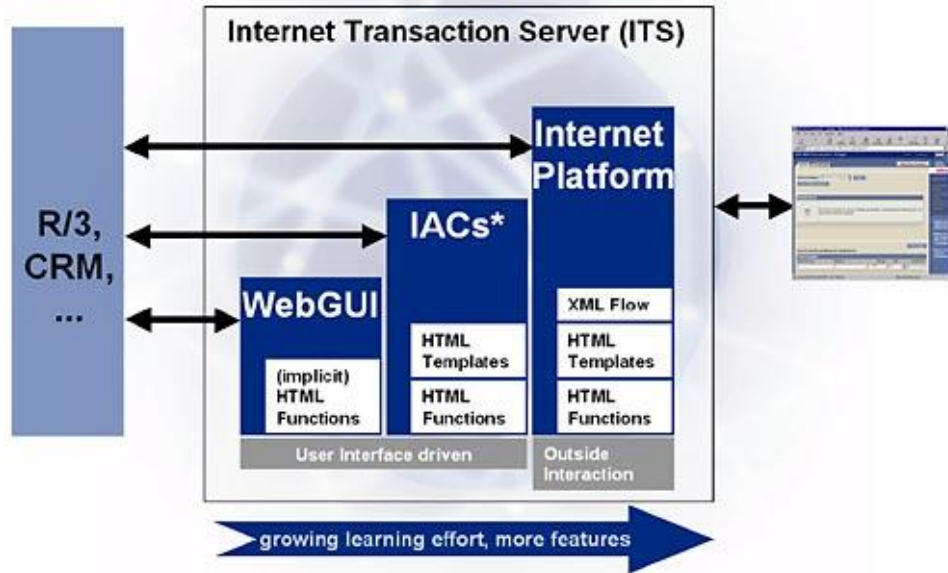 Internet Transaction Server (ITS)
R/3,
CRM,
...
WebGUI
(implicit)
HTML
Functions
IACs*
HTML
Templates
HTML
Functions
Internet
Platform
XML Flow
HTML
Templates
HTML
Functions
User Interface driven
Outside
Interaction
growing learning effort, more features